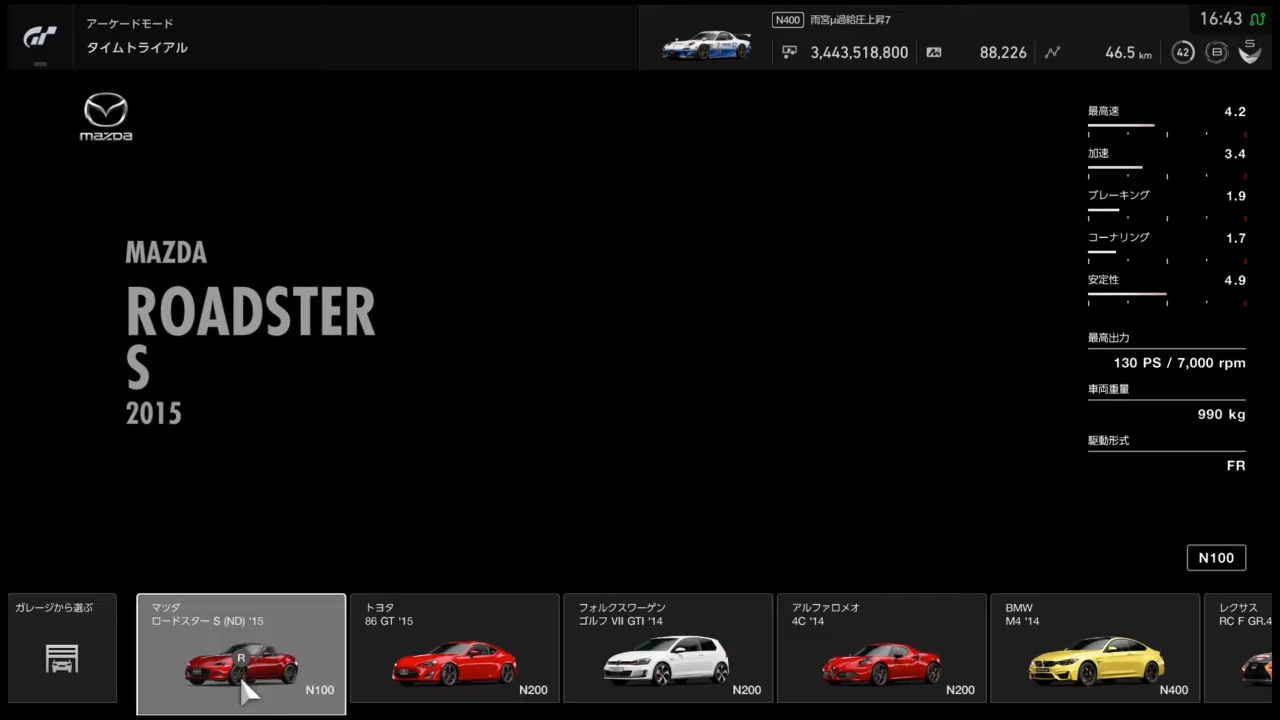 アーケードモード
タイムトライアル
N400 雨宮μ過給圧上昇7
3,443,518,800
88,226
46.5 km
42
B
S
16:43
mazda
MAZDA
ROADSTER
S
2015
最高速 4.2
加速 3.4
ブレーキング 1.9
コーナリング 1.7
安定性 4.9
最高出力
130 PS / 7,000 rpm
車両重量
990 kg
駆動形式
FR
N100
ガレージから選ぶ
マツダ
ロードスター S (ND) '15
R
N100
トヨタ
86 GT '15
N200
フォルクスワーゲン
ゴルフ VII GTI '14
N200
アルファロメオ
4C '14
N200
BMW
M4 '14
N400
レクサス
RC F GR.4